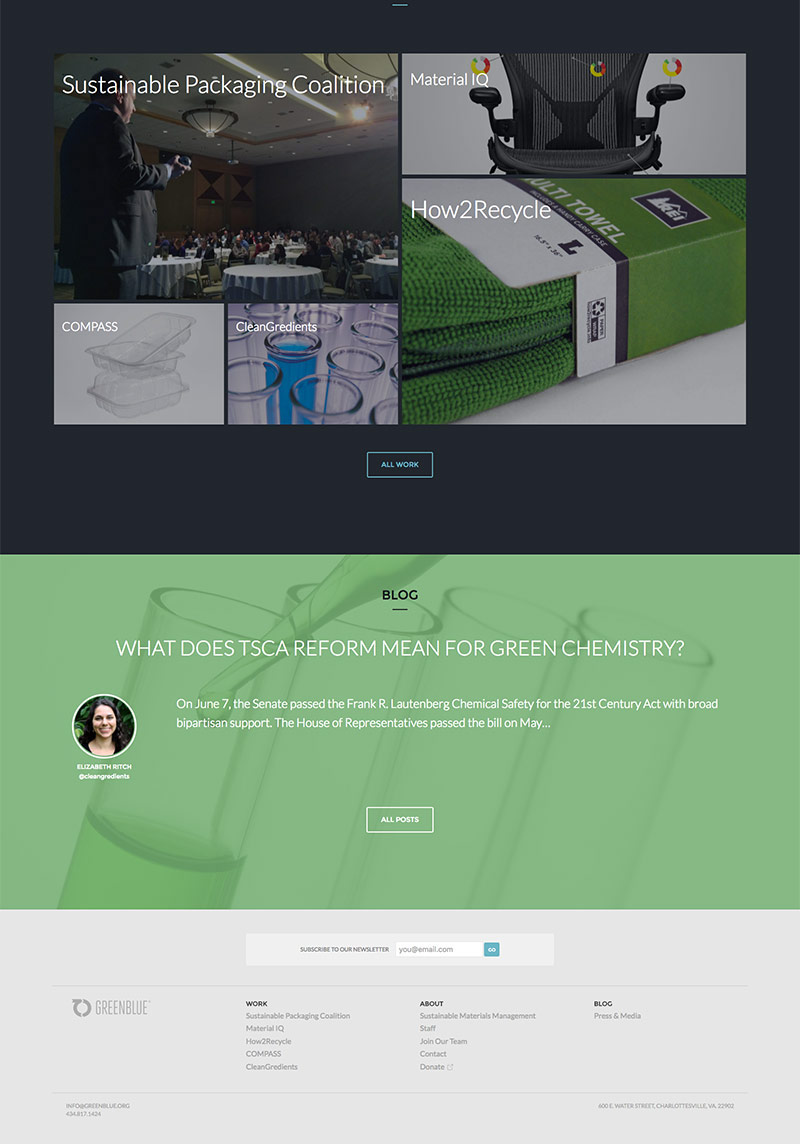 Sustainable Packaging Coalition
Material IQ
How2Recycle
MULTI TOWEL
L
16.5" x 36"
REI
COMPASS
CleanGredients
ALL WORK
BLOG
WHAT DOES TSCA REFORM MEAN FOR GREEN CHEMISTRY?
On June 7, the Senate passed the Frank R. Lautenberg Chemical Safety for the 21st Century Act with broad
bipartisan support. The House of Representatives passed the bill on May...
ELIZABETH RITCH
@cleangredients
ALL POSTS
SUBSCRIBE TO OUR NEWSLETTER you@email.com GO
GREENBLUE
WORK
Sustainable Packaging Coalition
Material IQ
How2Recycle
COMPASS
CleanGredients
ABOUT
Sustainable Materials Management
Staff
Join Our Team
Contact
Donate
BLOG
Press & Media
INFO@GREENBLUE.ORG
434.817.1424
600 E. WATER STREET, CHARLOTTESVILLE, VA. 22902